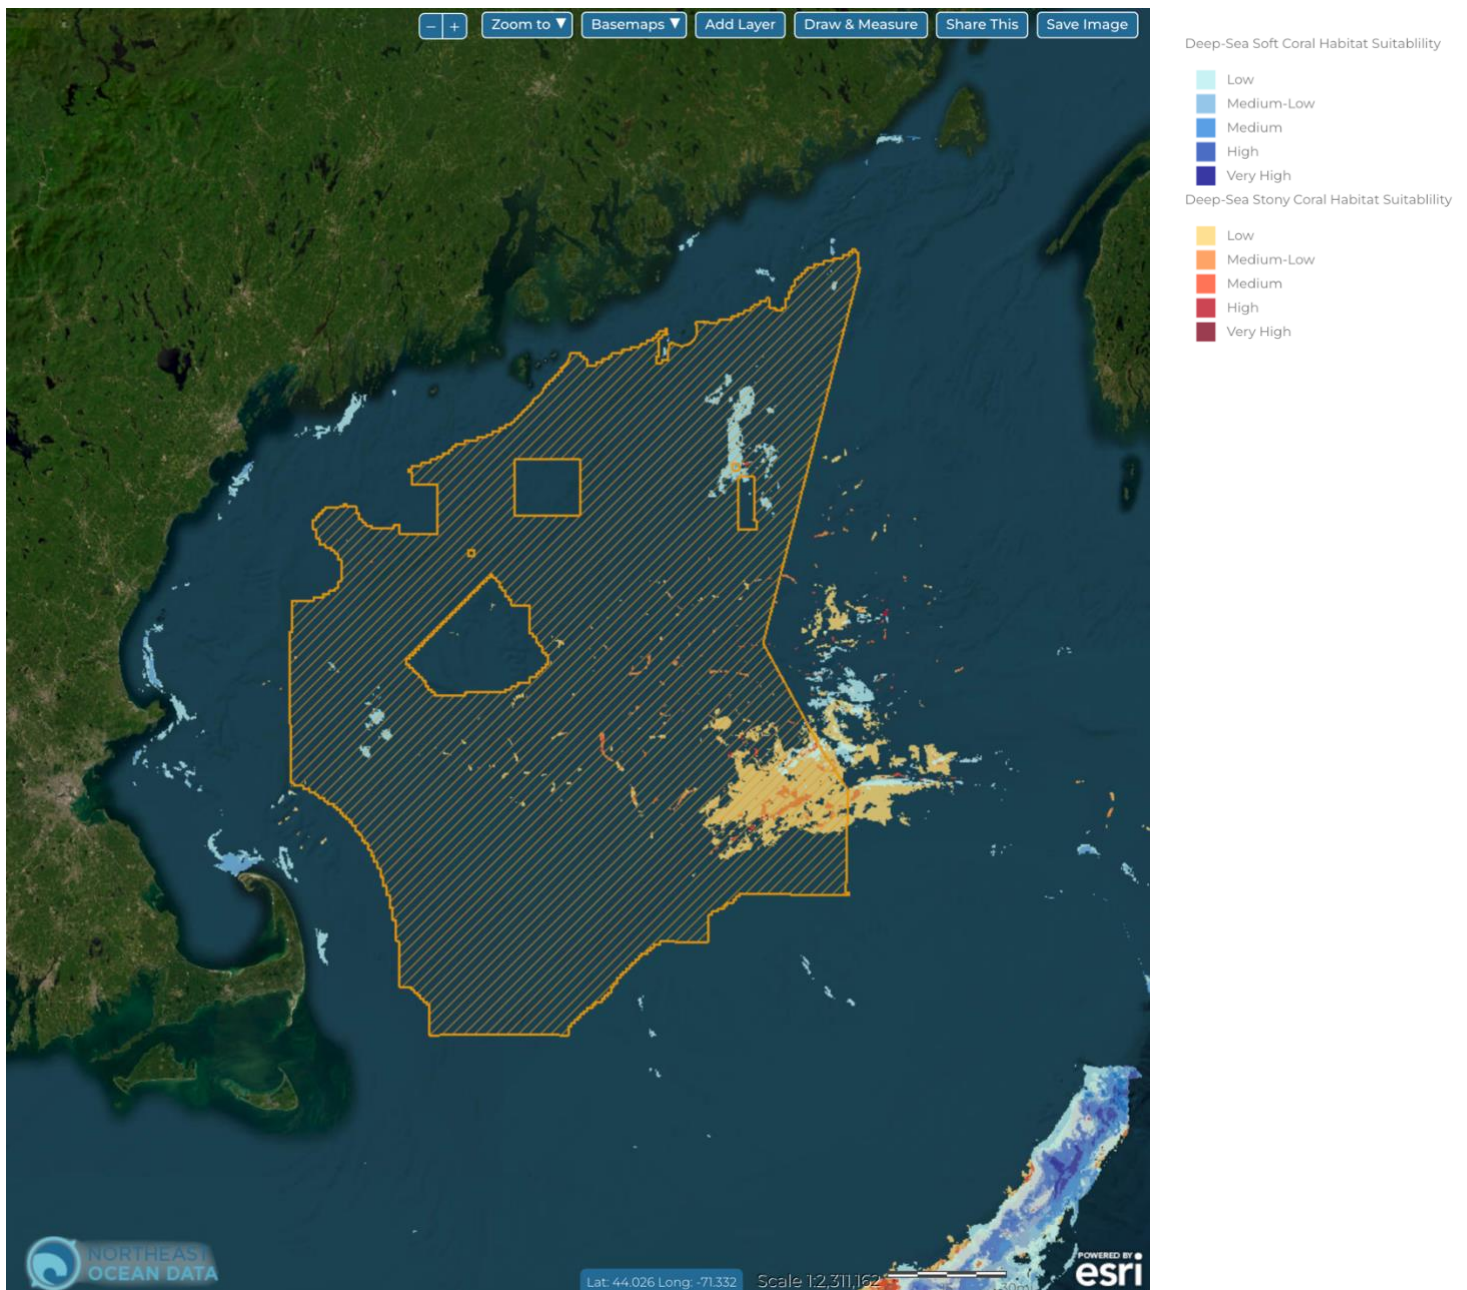 − + Zoom to ▼ Basemaps ▼ Add Layer Draw & Measure Share This Save Image
Deep-Sea Soft Coral Habitat Suitablility
Low
Medium-Low
Medium
High
Very High
Deep-Sea Stony Coral Habitat Suitablility
Low
Medium-Low
Medium
High
Very High
NORTHEAST
OCEAN DATA
Lat: 44.026 Long: -71.332
Scale 1:2,311,162
30mi
POWERED BY
esri